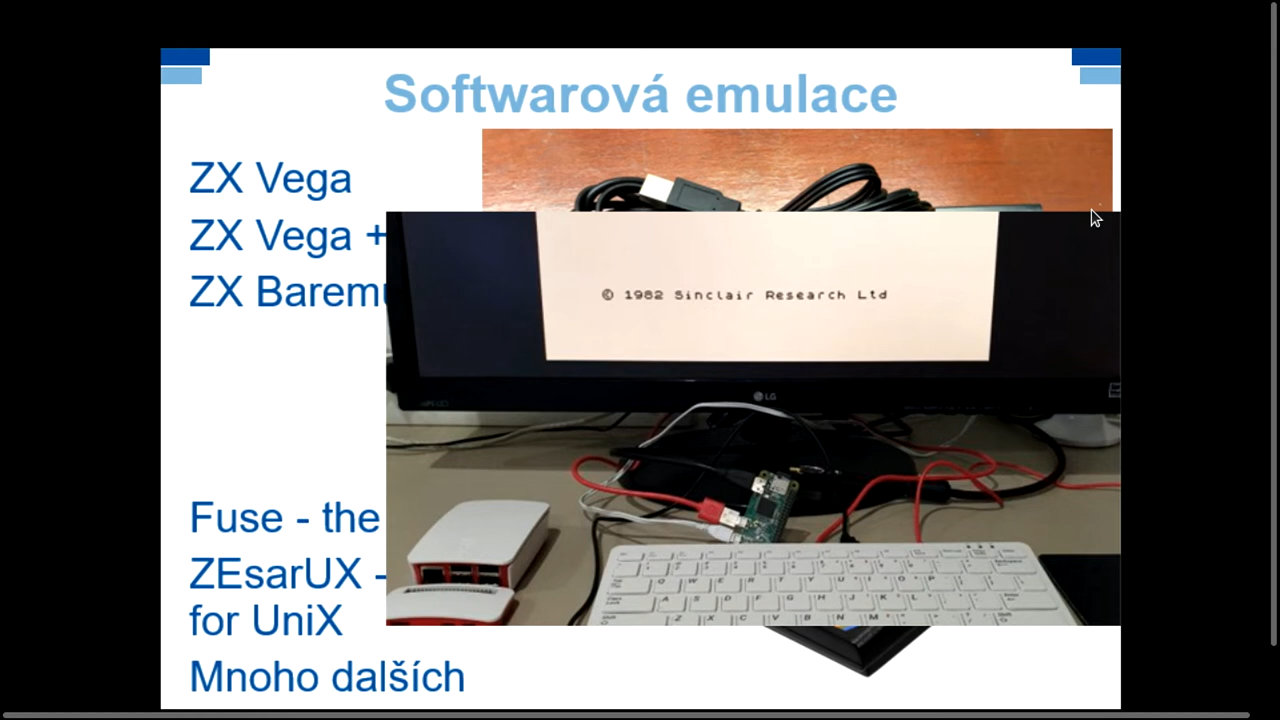 Softwarová emulace
ZX Vega
ZX Vega +
ZX Barem
© 1982 Sinclair Research Ltd
LG
Fuse - the
ZEsarUX -
for UniX
Mnoho dalších